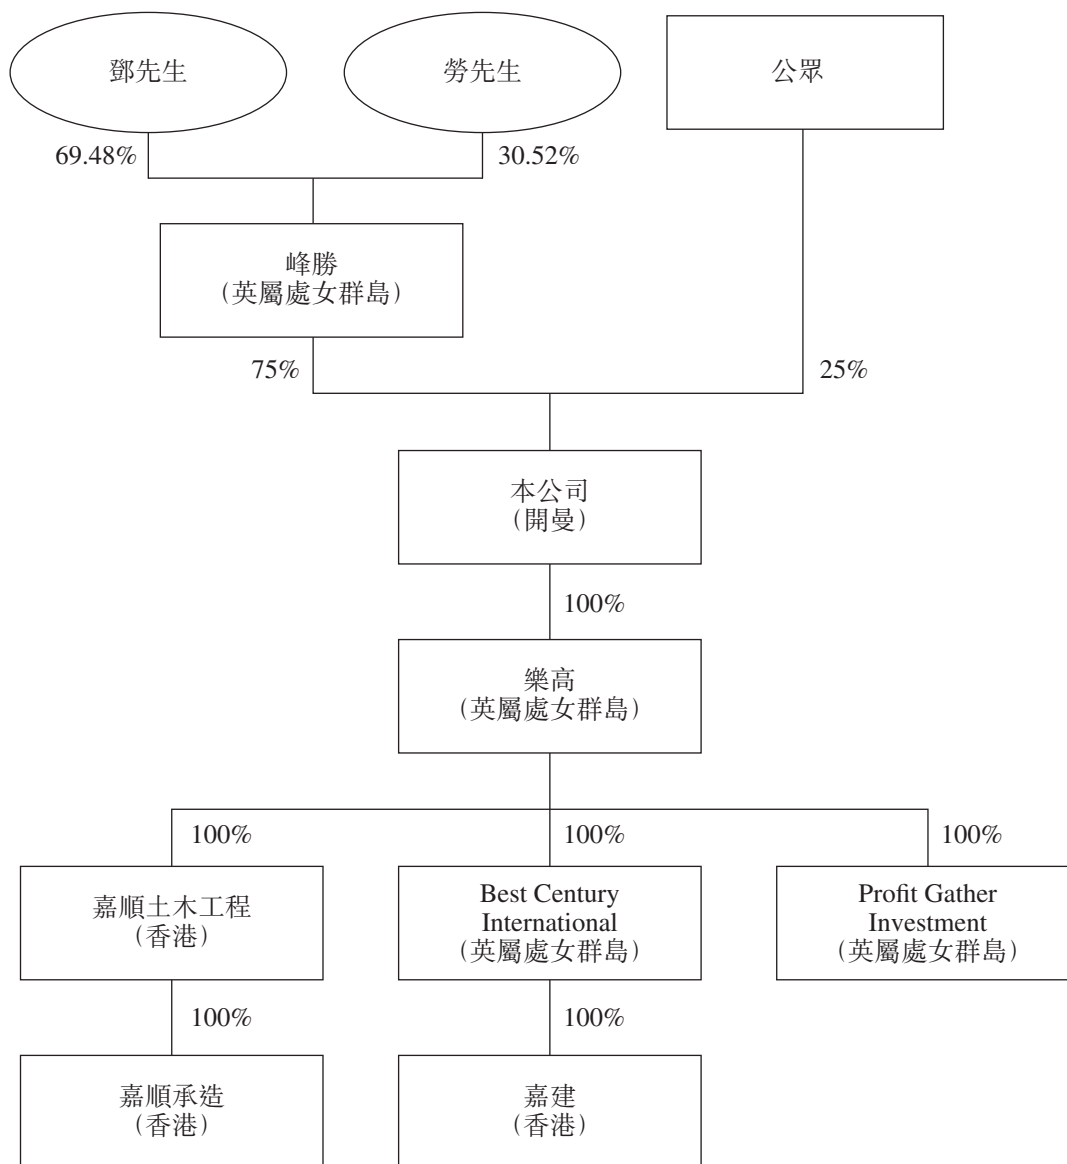 鄧先生
勞先生
公眾
69.48%
30.52%
峰勝
（英屬處女群島）
75%
25%
本公司
（開曼）
100%
樂高
（英屬處女群島）
100%
100%
100%
嘉順土木工程
（香港）
Best Century
International
（英屬處女群島）
Profit Gather
Investment
（英屬處女群島）
100%
100%
嘉順承造
（香港）
嘉建
（香港）